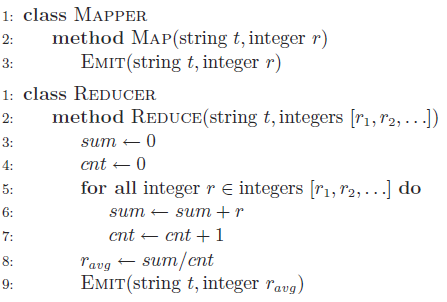 1: class Mapper
2: method Map(string t, integer r)
3: Emit(string t, integer r)
1: class Reducer
2: method Reduce(string t, integers [r₁, r₂, . . .])
3: sum ← 0
4: cnt ← 0
5: for all integer r ∈ integers [r₁, r₂, . . .] do
6: sum ← sum + r
7: cnt ← cnt + 1
8: r_avg ← sum/cnt
9: Emit(string t, integer r_avg)